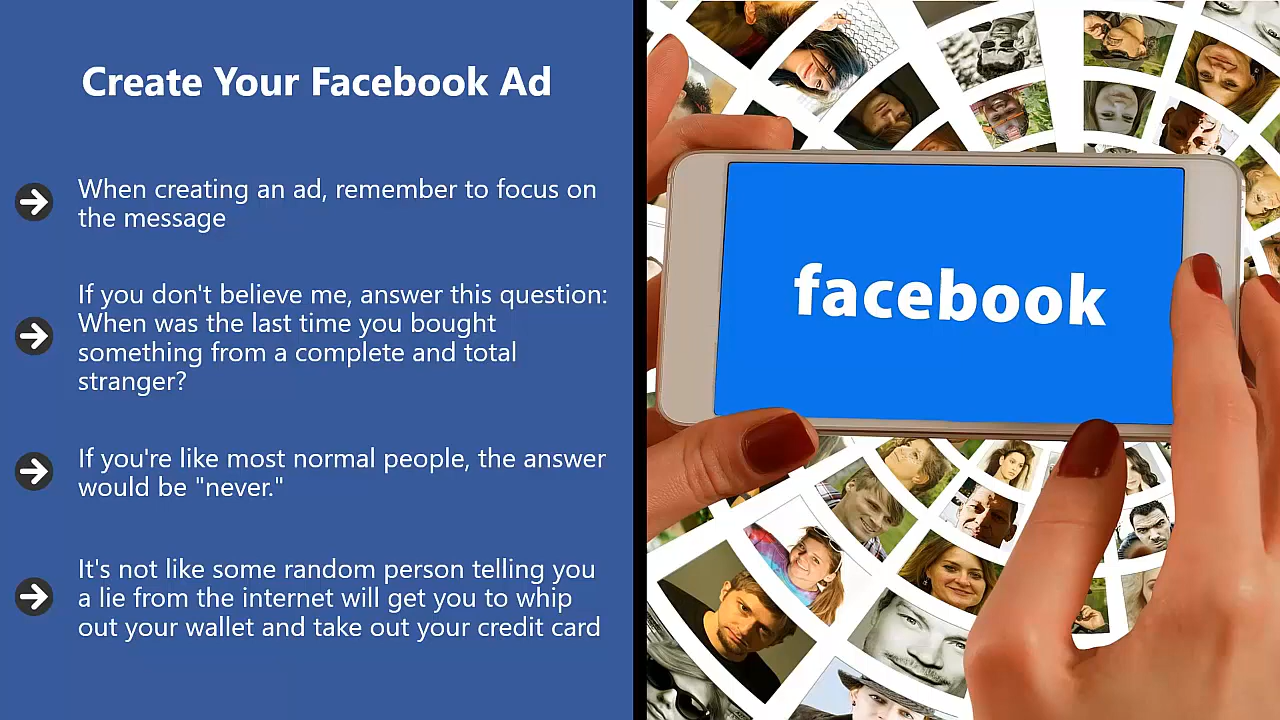 Create Your Facebook Ad
When creating an ad, remember to focus on
the message
If you don't believe me, answer this question:
When was the last time you bought
something from a complete and total
stranger?
If you're like most normal people, the answer
would be "never."
It's not like some random person telling you
a lie from the internet will get you to whip
out your wallet and take out your credit card
facebook